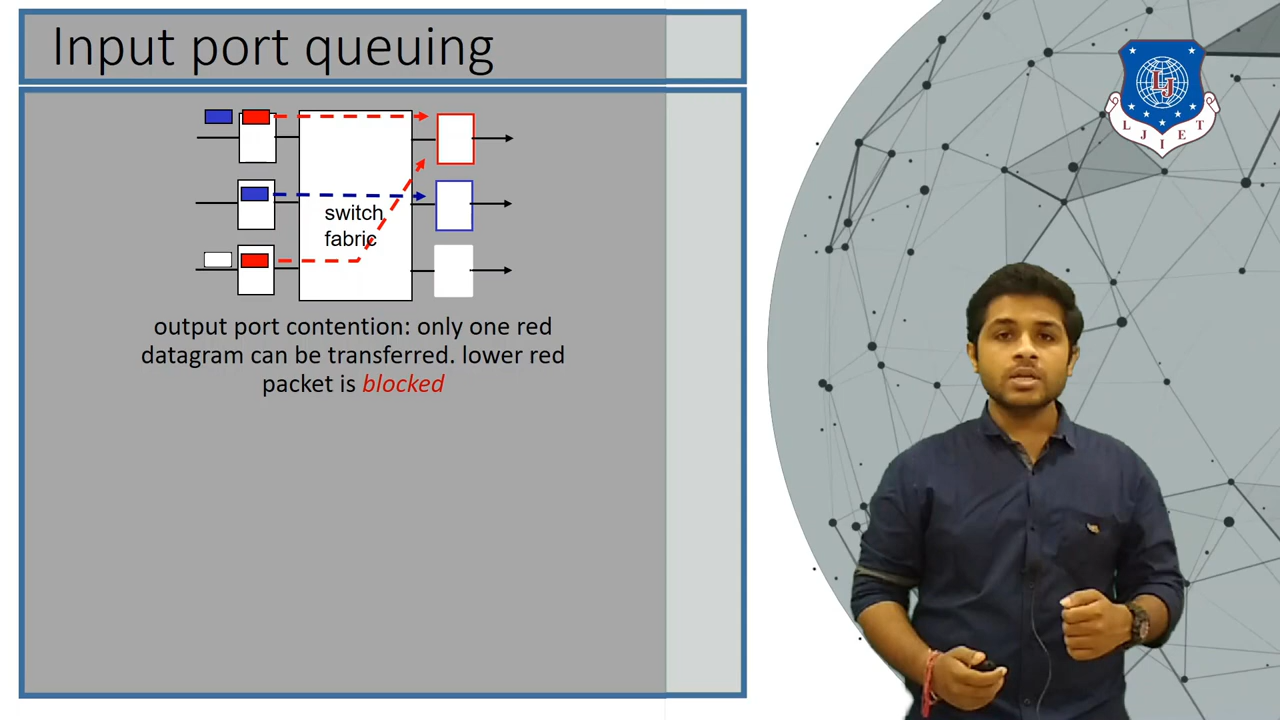 Input port queuing
switch
fabric
output port contention: only one red
datagram can be transferred. lower red
packet is blocked
LJ
L J I E T